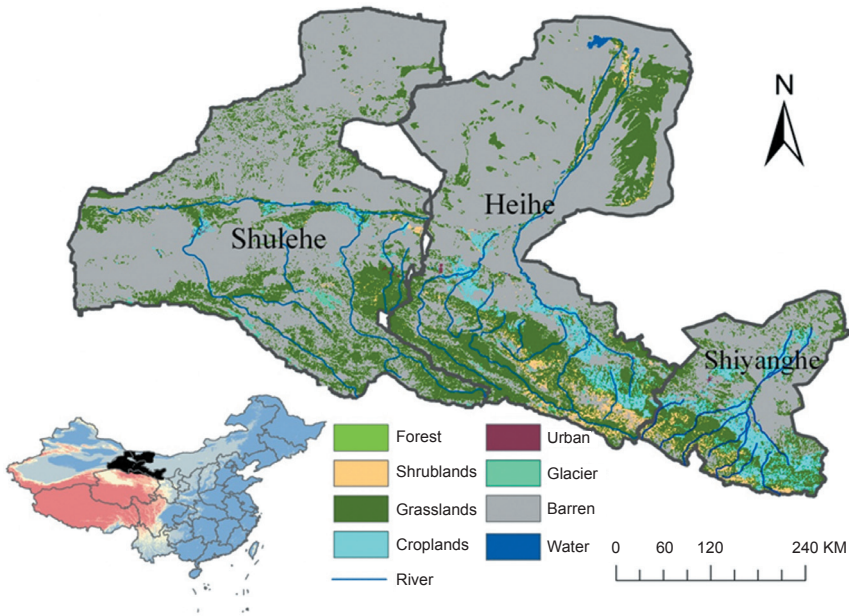 N
Heihe
Shulehe
Shiyanghe
Forest
Urban
Shrublands
Glacier
Grasslands
Barren
Croplands
Water
River
0 60 120 240 KM